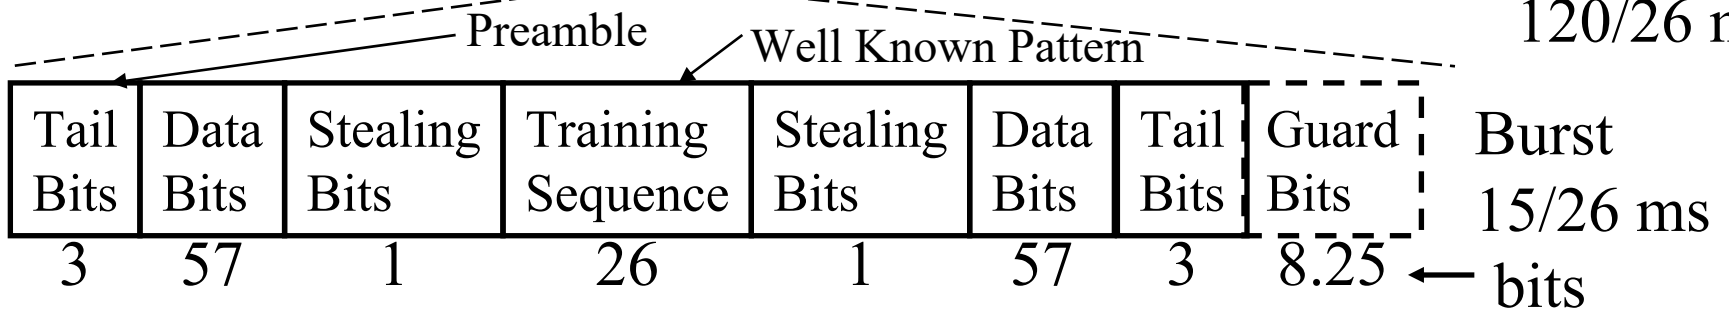 120/26 m
Preamble
Well Known Pattern
Tail Data Stealing Training Stealing Data Tail Guard
Bits Bits Bits Sequence Bits Bits Bits Bits
Burst
15/26 ms
3 57 1 26 1 57 3 8.25
bits